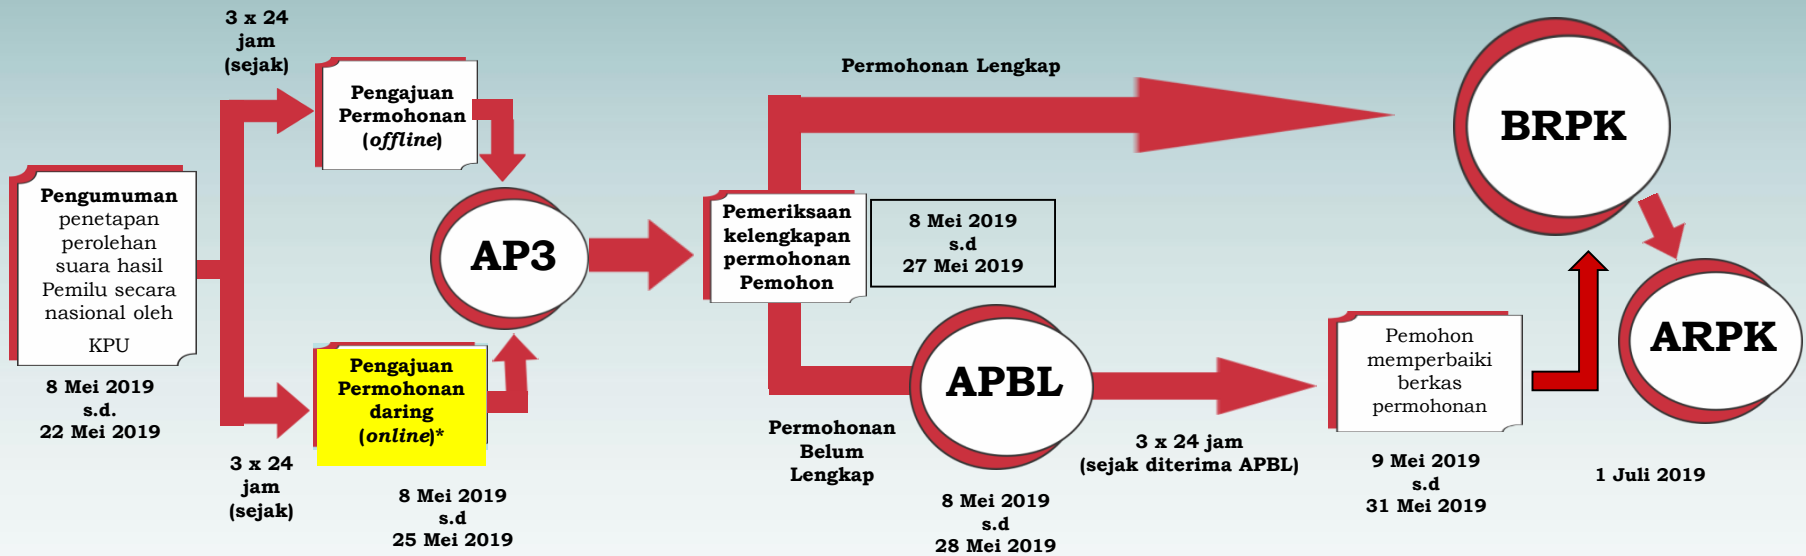 3 x 24
jam
(sejak)
Pengajuan
Permohonan
(offline)
Pengumuman
penetapan
perolehan
suara hasil
Pemilu secara
nasional oleh
KPU
8 Mei 2019
s.d.
22 Mei 2019
3 x 24
jam
(sejak)
Pengajuan
Permohonan
daring
(online)*
8 Mei 2019
s.d
25 Mei 2019
AP3
Pemeriksaan
kelengkapan
permohonan
Pemohon
8 Mei 2019
s.d
27 Mei 2019
Permohonan Lengkap
Permohonan
Belum
Lengkap
APBL
8 Mei 2019
s.d
28 Mei 2019
3 x 24 jam
(sejak diterima APBL)
Pemohon
memperbaiki
berkas
permohonan
9 Mei 2019
s.d
31 Mei 2019
BRPK
ARPK
1 Juli 2019